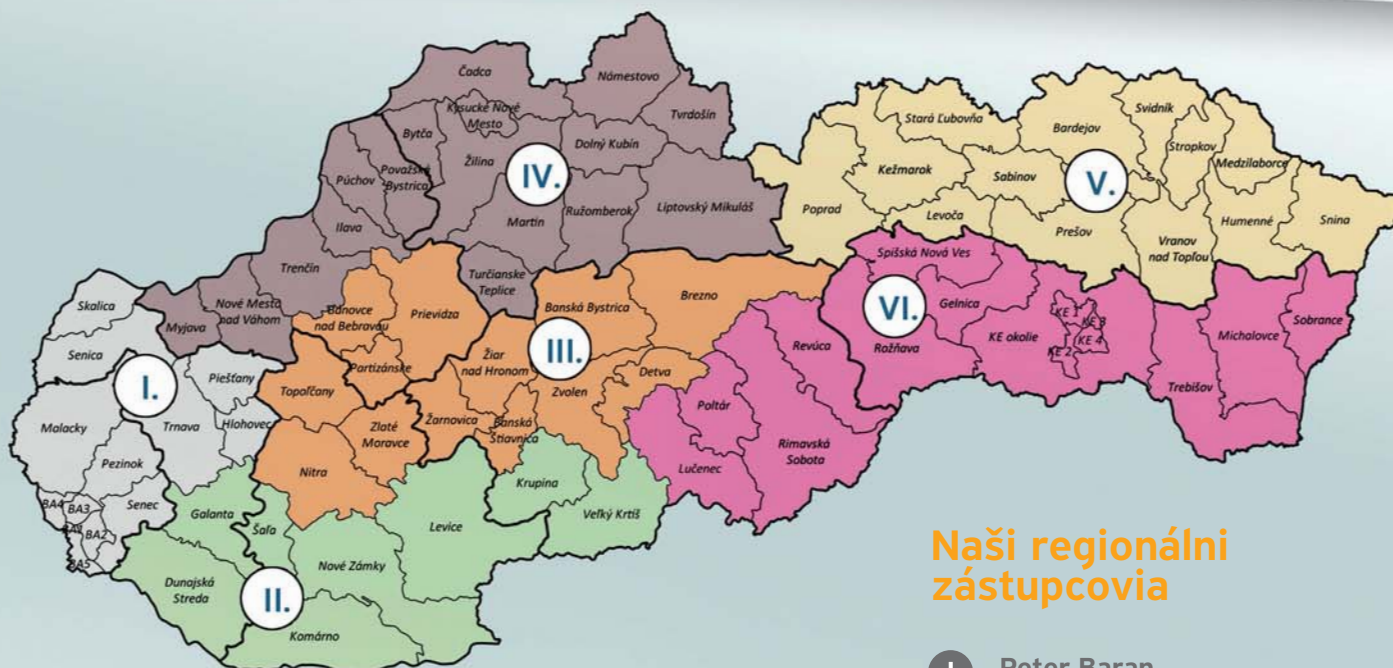 Čadca
Námestovo
Kysucké Nové
Mesto
Tvrdošín
Bytča
Dolný Kubín
Žilina
Považská
Bystrica
Púchov
IV.
Martin
Ružomberok
Liptovský Mikuláš
Ilava
Trenčín
Turčianske
Teplice
Nové Mesto
nad Váhom
Myjava
Svidník
Stará Ľubovňa
Bardejov
Stropkov
Medzilaborce
Kežmarok
Sabinov
V.
Poprad
Levoča
Prešov
Humenné
Snina
Vranov
nad Topľou
Skalica
Senica
I.
Piešťany
Malacky
Trnava
Hlohovec
Pezinok
Senec
BA4
BA3
BA2
BA5
Bánovce
nad Bebravou
Prievidza
Partizánske
Topoľčany
Zlaté
Moravce
Nitra
Banská Bystrica
Brezno
III.
Žiar
nad Hronom
Zvolen
Detva
Žarnovica
Banská
Štiavnica
Spišská Nová Ves
VI.
Gelnica
Rožňava
KE okolie
KE 1
KE 3
KE 4
KE 2
Michalovce
Sobrance
Trebišov
Revúca
Poltár
Rimavská
Sobota
Lučenec
Galanta
Šaľa
Levice
Krupina
Veľký Krtíš
Nové Zámky
Dunajská
Streda
II.
Komárno
Naši regionálni
zástupcovia
Peter Baran